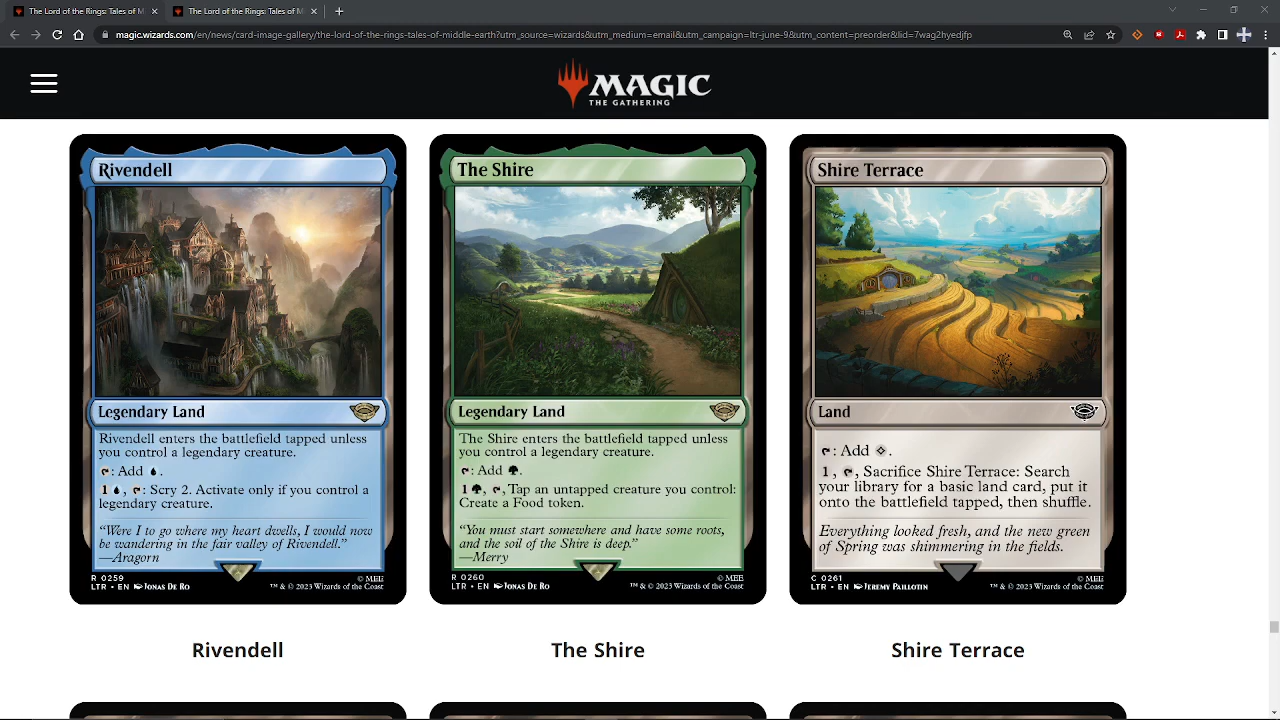 The Lord of the Rings: Tales of M
The Lord of the Rings: Tales of M
magic.wizards.com/en/news/card-image-gallery/the-lord-of-the-rings-tales-of-middle-earth?utm_source=wizards&utm_medium=email&utm_campaign=ltr-june-9&utm_content=preorder&lid=7wag2hyedjfp
MAGIC
THE GATHERING
Rivendell
Legendary Land
Rivendell enters the battlefield tapped unless
you control a legendary creature.
: Add .
1 , : Scry 2. Activate only if you control a
legendary creature.
“Were I to go where my heart dwells, I would now
be wandering in the fair valley of Rivendell.”
—Aragorn
R 0259
LTR • EN Jonas De Ro
© MEE
™ & © 2023 Wizards of the Coast
The Shire
Legendary Land
The Shire enters the battlefield tapped unless
you control a legendary creature.
: Add .
1 , , Tap an untapped creature you control:
Create a Food token.
“You must start somewhere and have some roots,
and the soil of the Shire is deep.”
—Merry
R 0260
LTR • EN Jonas De Ro
© MEE
™ & © 2023 Wizards of the Coast
Shire Terrace
Land
: Add .
1, , Sacrifice Shire Terrace: Search
your library for a basic land card, put it
onto the battlefield tapped, then shuffle.
Everything looked fresh, and the new green
of Spring was shimmering in the fields.
C 0261
LTR • EN Jeremy Paillotin
© MEE
™ & © 2023 Wizards of the Coast
Rivendell
The Shire
Shire Terrace